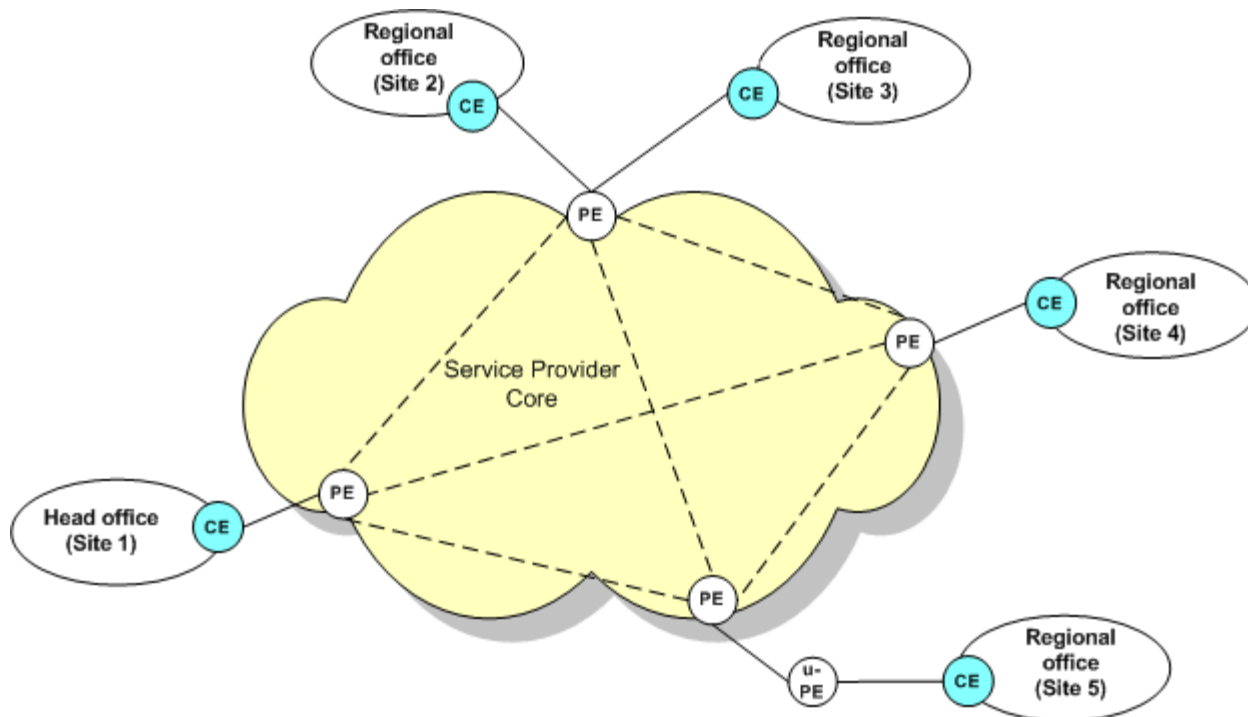 Regional
office
(Site 2)
CE
Regional
office
(Site 3)
CE
PE
Regional
office
(Site 4)
CE
PE
Service Provider
Core
PE
Head office
(Site 1)
CE
PE
u-
PE
Regional
office
(Site 5)
CE